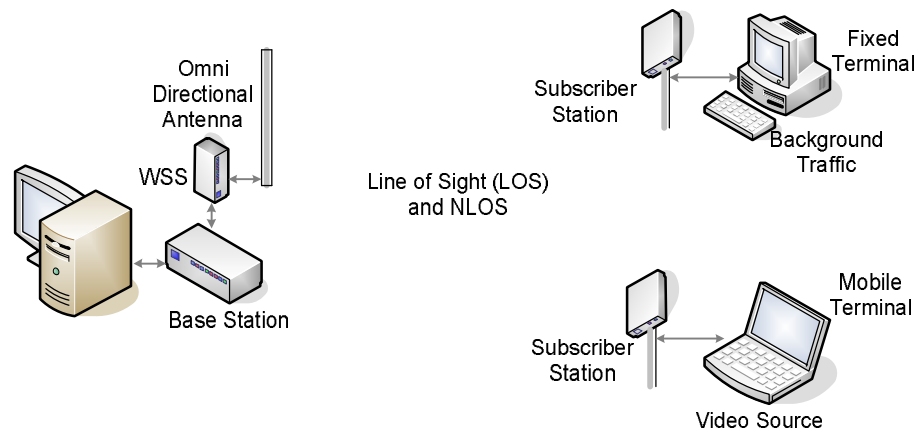 Omni
Directional
Antenna
WSS
Base Station
Line of Sight (LOS)
and NLOS
Subscriber
Station
Fixed
Terminal
Background
Traffic
Subscriber
Station
Mobile
Terminal
Video Source